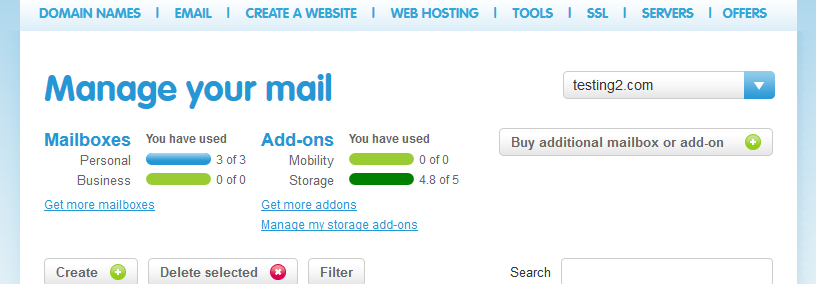 DOMAIN NAMES | EMAIL | CREATE A WEBSITE | WEB HOSTING | TOOLS | SSL | SERVERS | OFFERS
Manage your mail
testing2.com
Mailboxes You have used
Personal 3 of 3
Business 0 of 0
Get more mailboxes
Add-ons You have used
Mobility 0 of 0
Storage 4.8 of 5
Get more addons
Manage my storage add-ons
Buy additional mailbox or add-on
Create
Delete selected
Filter
Search